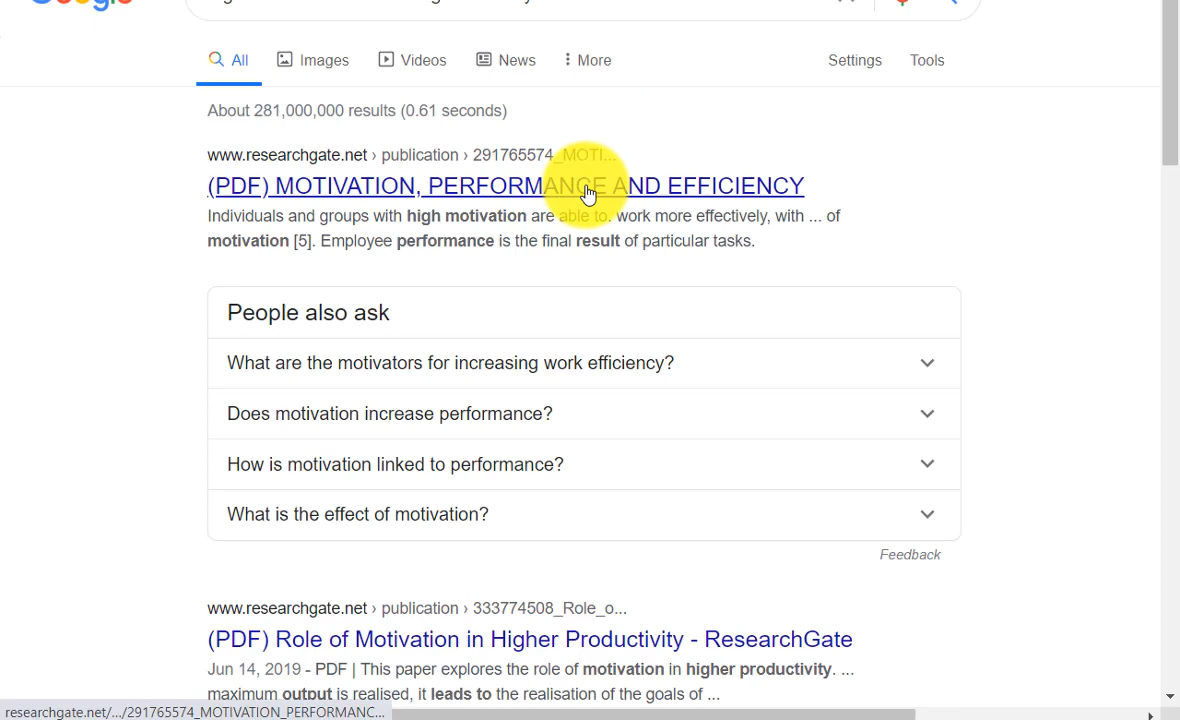 Google
All Images Videos News More Settings Tools
About 281,000,000 results (0.61 seconds)
www.researchgate.net › publication › 291765574_MOTI...
(PDF) MOTIVATION, PERFORMANCE AND EFFICIENCY
Individuals and groups with high motivation are able to. work more effectively, with ... of
motivation [5]. Employee performance is the final result of particular tasks.
People also ask
What are the motivators for increasing work efficiency?
Does motivation increase performance?
How is motivation linked to performance?
What is the effect of motivation?
Feedback
www.researchgate.net › publication › 333774508_Role_o...
(PDF) Role of Motivation in Higher Productivity - ResearchGate
Jun 14, 2019 - PDF | This paper explores the role of motivation in higher productivity. ...
maximum output is realised, it leads to the realisation of the goals of ...
researchgate.net/.../291765574_MOTIVATION_PERFORMANC...